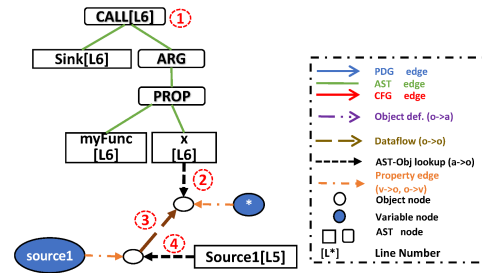 CALL[L6]
1
Sink[L6]
ARG
PROP
myFunc
[L6]
x
[L6]
2
*
3
4
source1
Source1[L5]
PDG edge
AST edge
CFG edge
Object def. (o->a)
Dataflow (o->o)
AST-Obj lookup (a->o)
Property edge
(v->o, o->v)
Object node
Variable node
AST node
[L*] Line Number